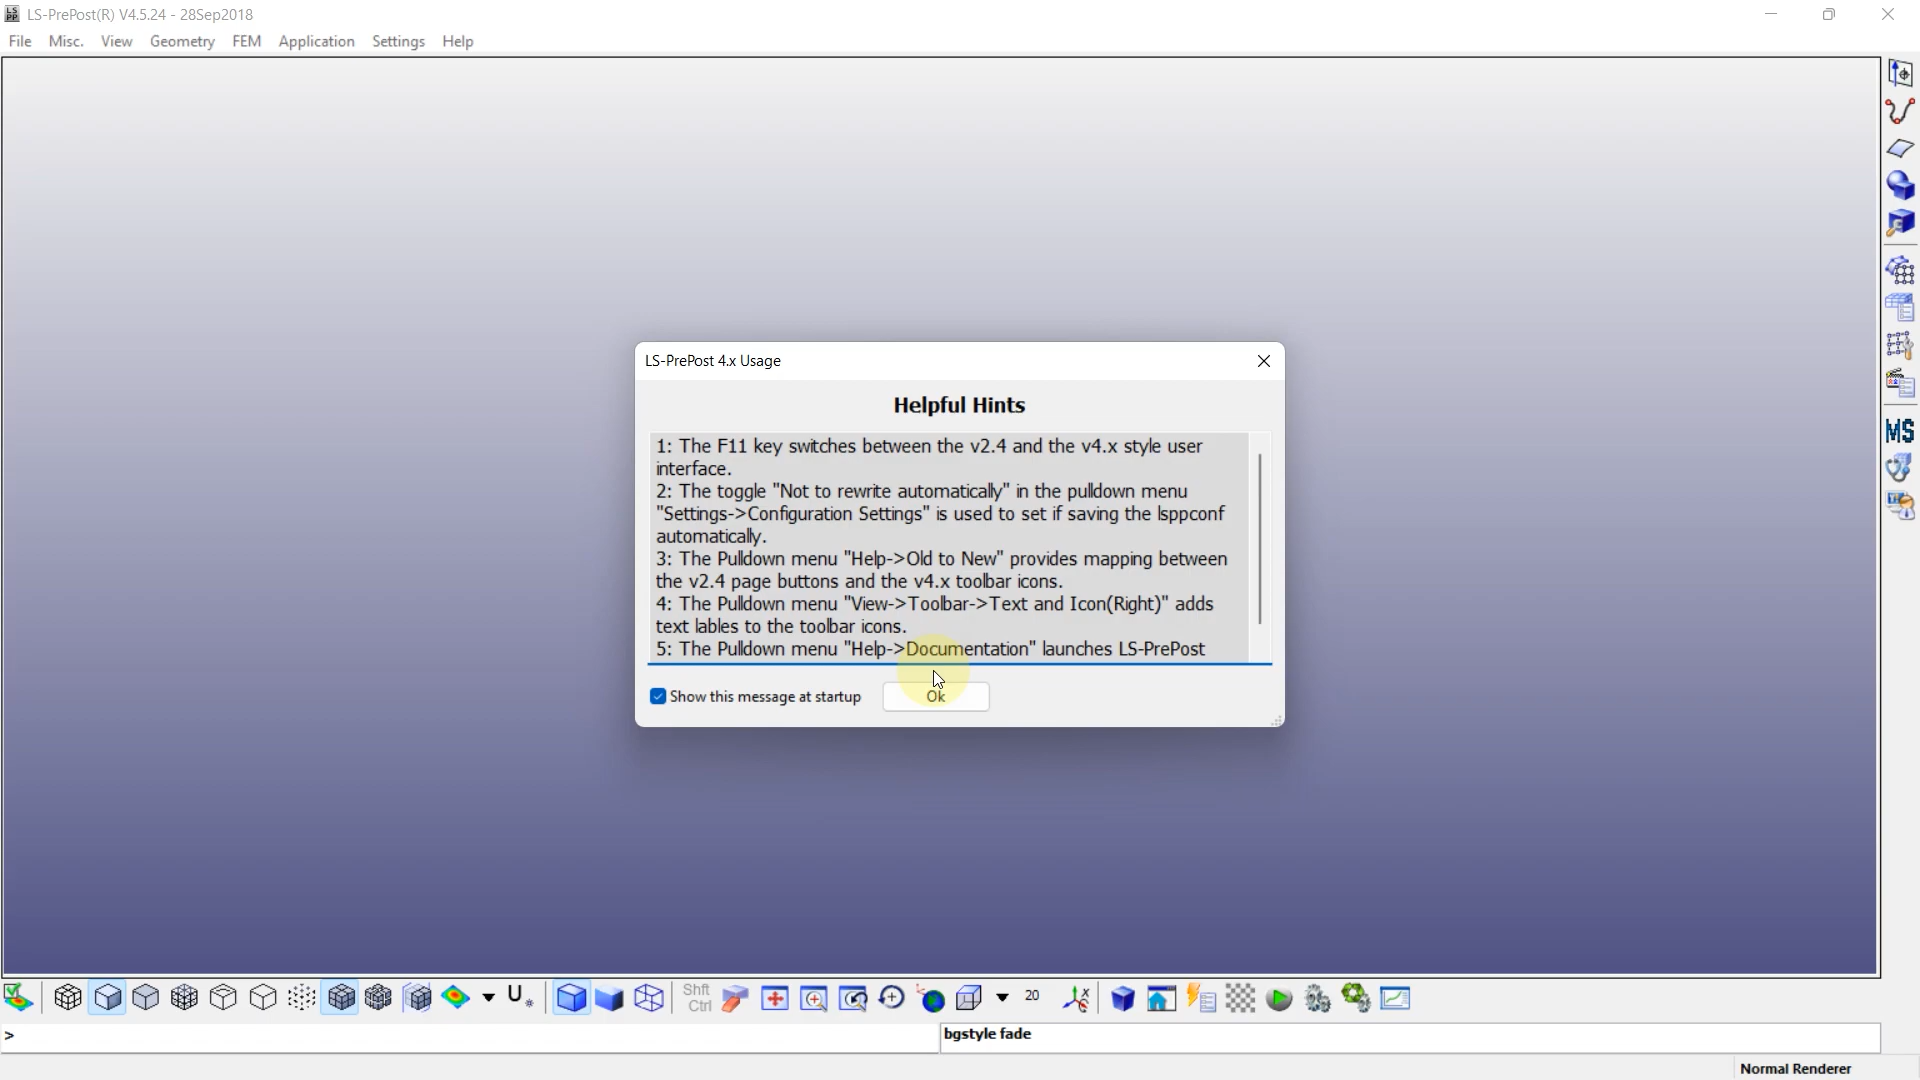 LS-PrePost(R) V4.5.24 - 28Sep2018
File Misc. View Geometry FEM Application Settings Help
LS-PrePost 4.x Usage
Helpful Hints
1: The F11 key switches between the v2.4 and the v4.x style user
interface.
2: The toggle "Not to rewrite automatically" in the pulldown menu
"Settings->Configuration Settings" is used to set if saving the lsppconf
automatically.
3: The Pulldown menu "Help->Old to New" provides mapping between
the v2.4 page buttons and the v4.x toolbar icons.
4: The Pulldown menu "View->Toolbar->Text and Icon(Right)" adds
text lables to the toolbar icons.
5: The Pulldown menu "Help->Documentation" launches LS-PrePost
Show this message at startup Ok
MS
Shft
Ctrl
20
> bgstyle fade
Normal Renderer